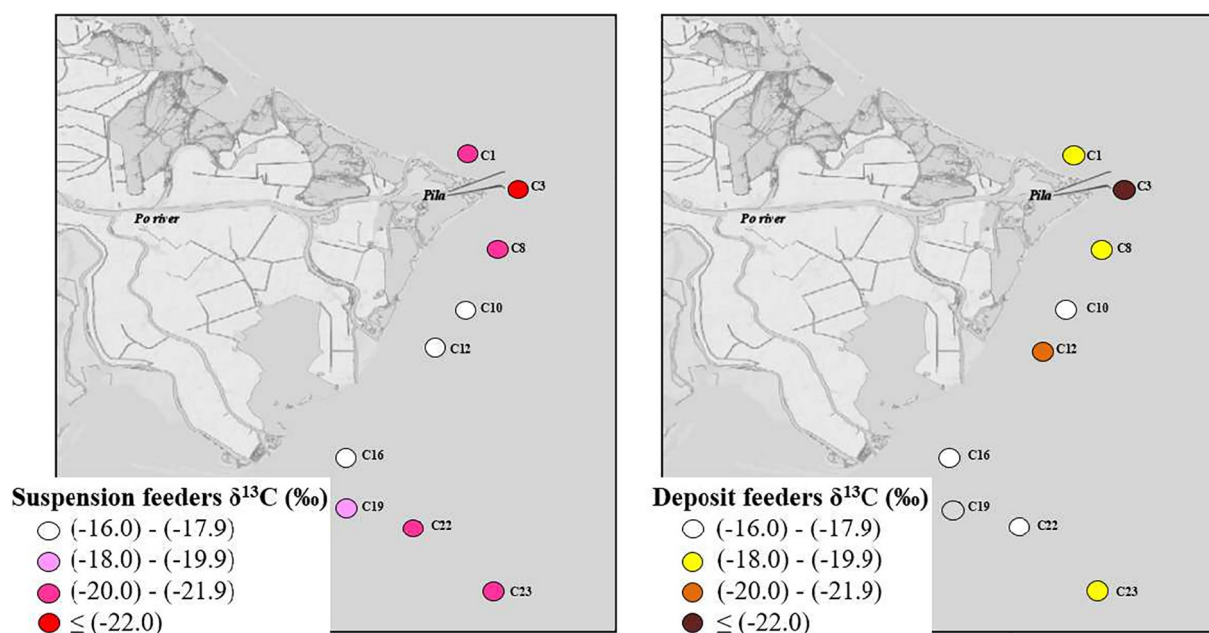 C1
C3
Pila
Po river
C8
C10
C12
C16
C19
C22
C23
Suspension feeders δ¹³C (‰)
(-16.0) - (-17.9)
(-18.0) - (-19.9)
(-20.0) - (-21.9)
≤ (-22.0)
C1
C3
Pila
Po river
C8
C10
C12
C16
C19
C22
C23
Deposit feeders δ¹³C (‰)
(-16.0) - (-17.9)
(-18.0) - (-19.9)
(-20.0) - (-21.9)
≤ (-22.0)